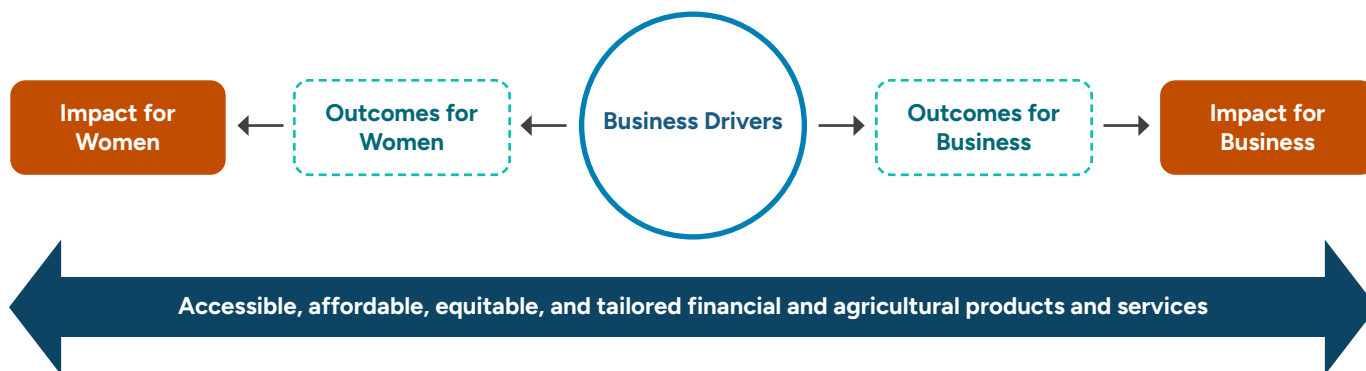 Impact for
Women
Outcomes for
Women
Business Drivers
Outcomes for
Business
Impact for
Business
Accessible, affordable, equitable, and tailored financial and agricultural products and services